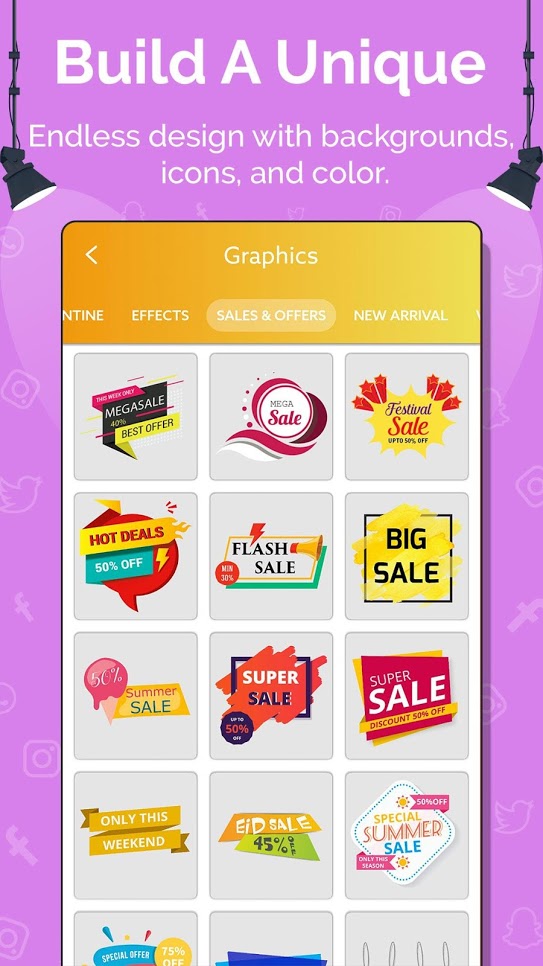 Build A Unique
Endless design with backgrounds,
icons, and color.
Graphics
NTINE
EFFECTS
SALES & OFFERS
NEW ARRIVAL
THIS WEEK ONLY
MEGASALE
40%
BEST OFFER
MEGA
Sale
Festival
Sale
UPTO 50% OFF
HOT DEALS
50% OFF
FLASH
SALE
MIN
30%
BIG
SALE
50%
Summer
SALE
SUPER
SALE
UP TO
50%
OFF
SUPER
SALE
DISCOUNT 50% OFF
ONLY THIS
WEEKEND
EiD SALE
45% OFF
50%OFF
SPECIAL
SUMMER
SALE
ONLY THIS
SEASON
SPECIAL OFFER
75%
OFF